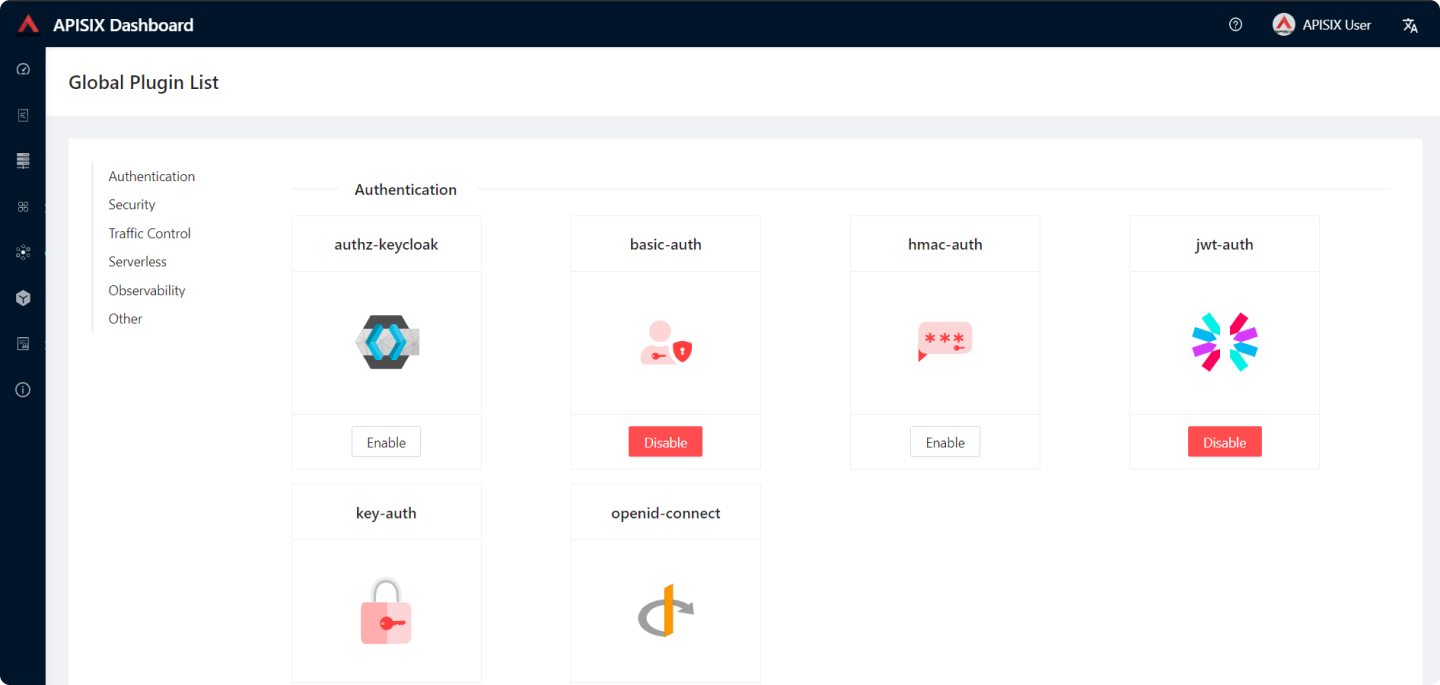 APISIX Dashboard
APISIX User
Global Plugin List
Authentication
Security
Traffic Control
Serverless
Observability
Other
Authentication
authz-keycloak
basic-auth
hmac-auth
jwt-auth
***
Enable
Disable
Enable
Disable
key-auth
openid-connect